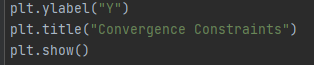 plt.ylabel("Y")
plt.title("Convergence Constraints")
plt.show()